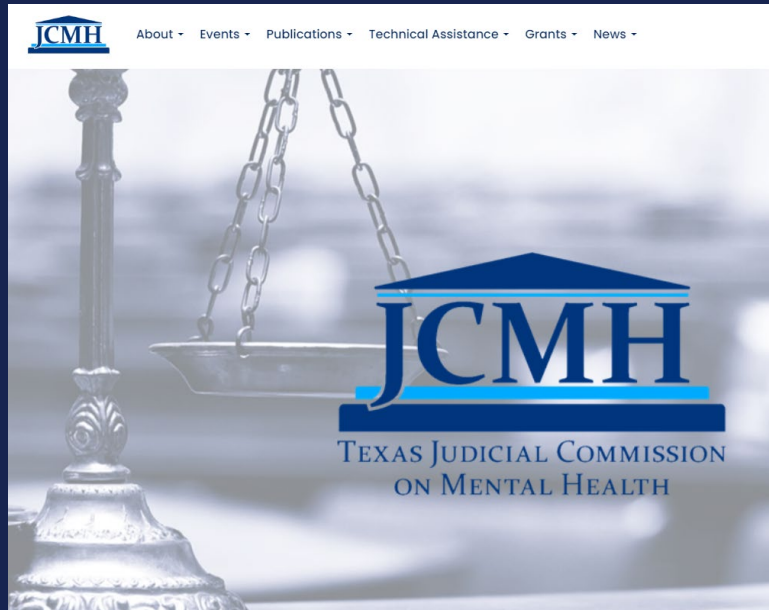 JCMH
About Events Publications Technical Assistance Grants News
JCMH
TEXAS JUDICIAL COMMISSION
ON MENTAL HEALTH